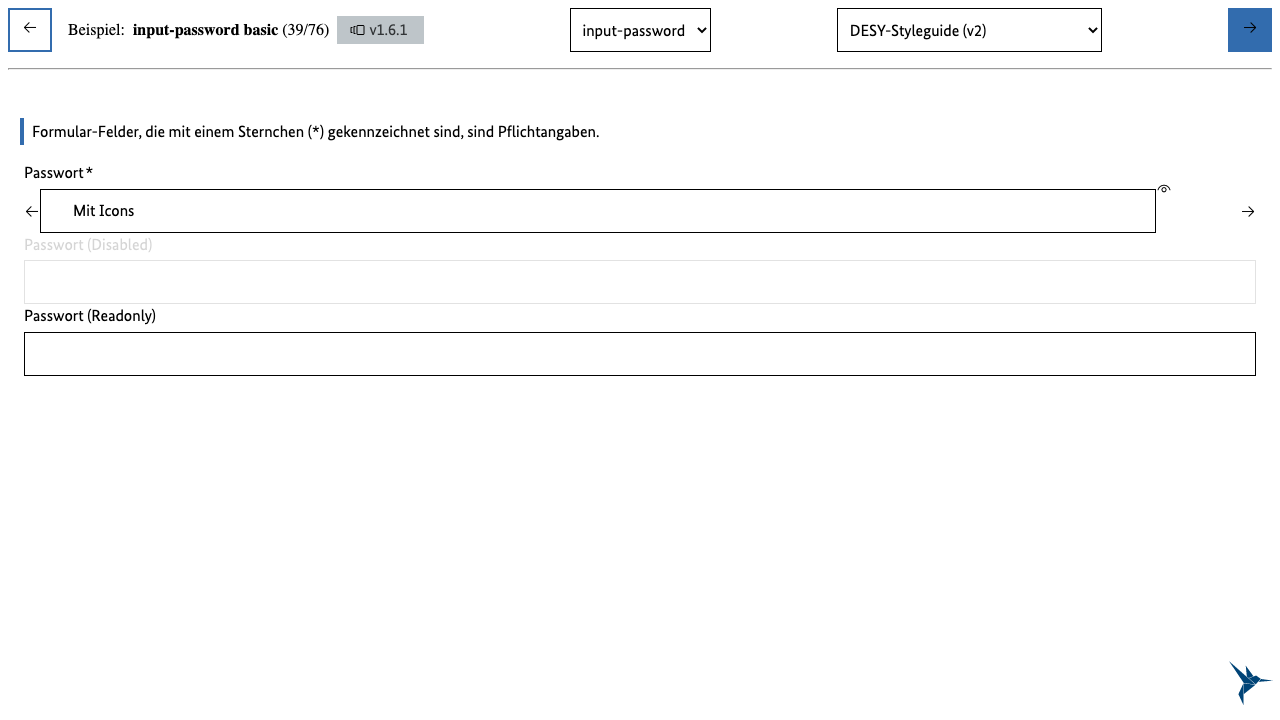 Beispiel: input-password basic (39/76) v1.6.1 input-password DESY-Styleguide (v2)
Formular-Felder, die mit einem Sternchen (*) gekennzeichnet sind, sind Pflichtangaben.
Passwort*
Mit Icons
Passwort (Disabled)
Passwort (Readonly)